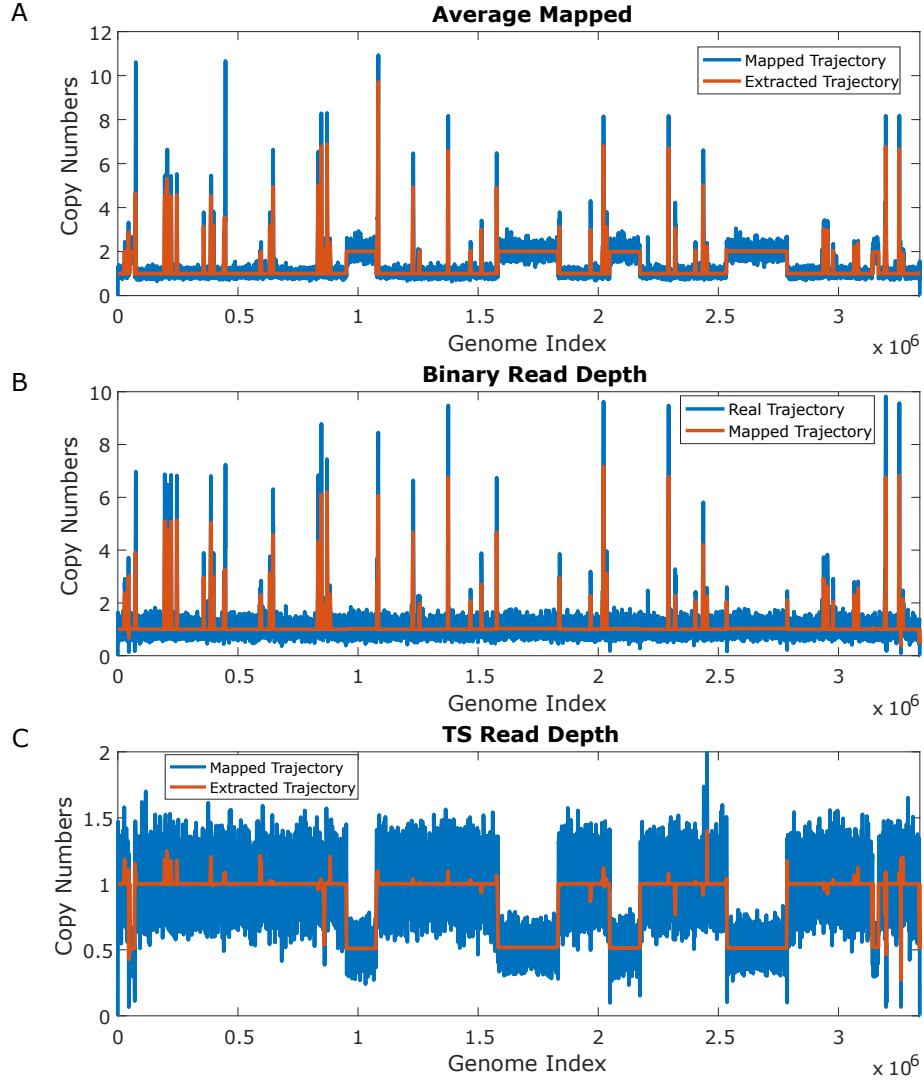 A
Average Mapped
12
10
8
6
4
2
0
Copy Numbers
Mapped Trajectory
Extracted Trajectory
0 0.5 1 1.5 2 2.5 3
Genome Index
x 10^6
B
Binary Read Depth
10
8
6
4
2
0
Copy Numbers
Real Trajectory
Mapped Trajectory
0 0.5 1 1.5 2 2.5 3
Genome Index
x 10^6
C
TS Read Depth
2
1.5
1
0.5
0
Copy Numbers
Mapped Trajectory
Extracted Trajectory
0 0.5 1 1.5 2 2.5 3
Genome Index
x 10^6